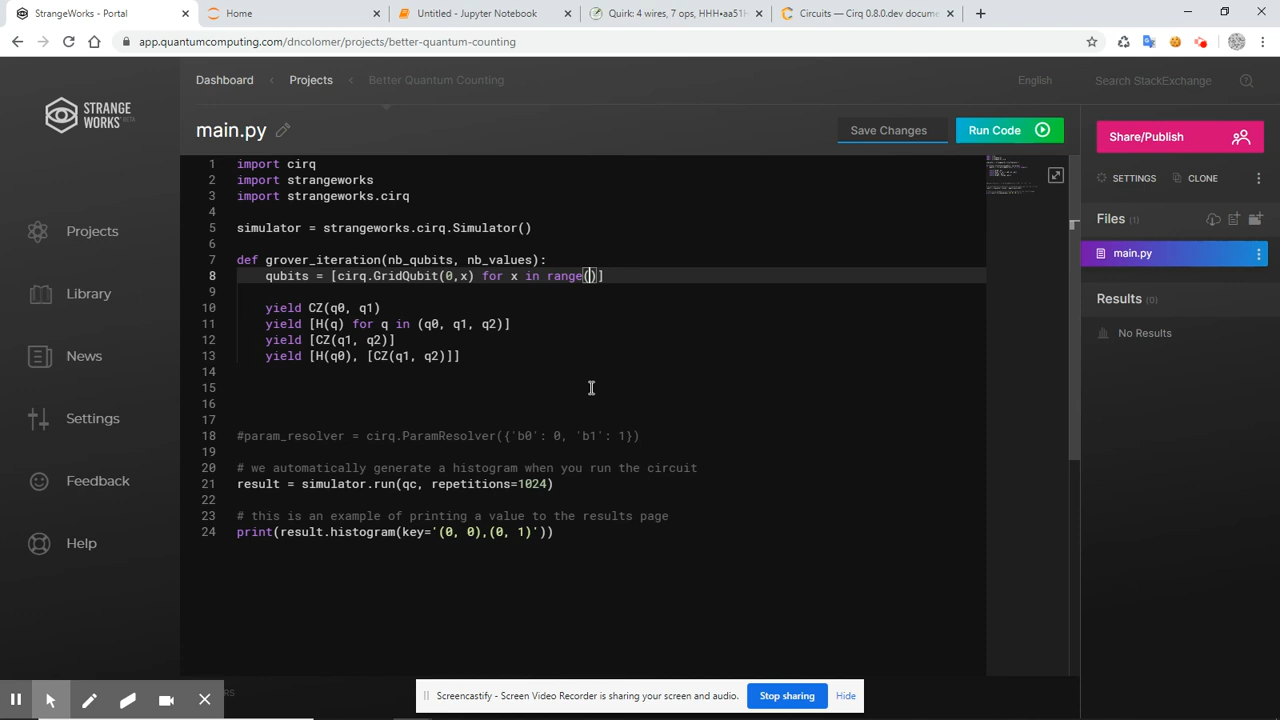 StrangeWorks - Portal
Home
Untitled - Jupyter Notebook
Quirk: 4 wires, 7 ops, HHH•aa51H
Circuits — Cirq 0.8.0.dev docume
app.quantumcomputing.com/dncolomer/projects/better-quantum-counting
STRANGE
WORKS BETA
Projects
Library
News
Settings
Feedback
Help
Dashboard < Projects < Better Quantum Counting
English
Search StackExchange
main.py
Save Changes
Run Code
1 import cirq
2 import strangeworks
3 import strangeworks.cirq
4
5 simulator = strangeworks.cirq.Simulator()
6
7 def grover_iteration(nb_qubits, nb_values):
8 qubits = [cirq.GridQubit(0,x) for x in range()]
9
10 yield CZ(q0, q1)
11 yield [H(q) for q in (q0, q1, q2)]
12 yield [CZ(q1, q2)]
13 yield [H(q0), [CZ(q1, q2)]]
14
15
16
17
18 #param_resolver = cirq.ParamResolver({'b0': 0, 'b1': 1})
19
20 # we automatically generate a histogram when you run the circuit
21 result = simulator.run(qc, repetitions=1024)
22
23 # this is an example of printing a value to the results page
24 print(result.histogram(key='(0, 0),(0, 1)'))
Share/Publish
SETTINGS
CLONE
Files (1)
main.py
Results (0)
No Results
Screencastify - Screen Video Recorder is sharing your screen and audio.
Stop sharing
Hide